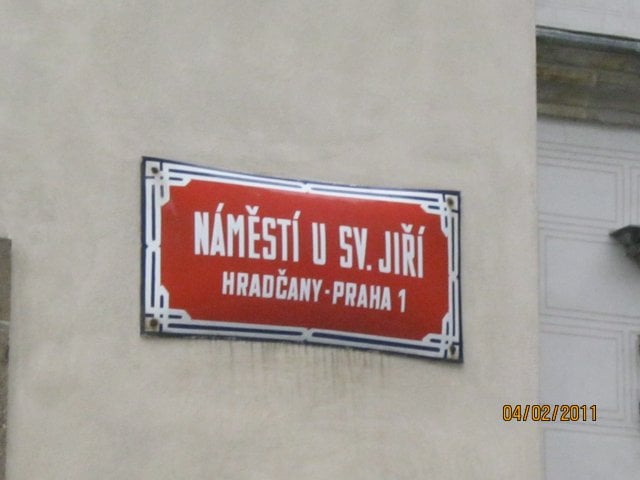 NÁMĚSTÍ U SV. JIŘÍ
HRADČANY - PRAHA 1
04/02/2011